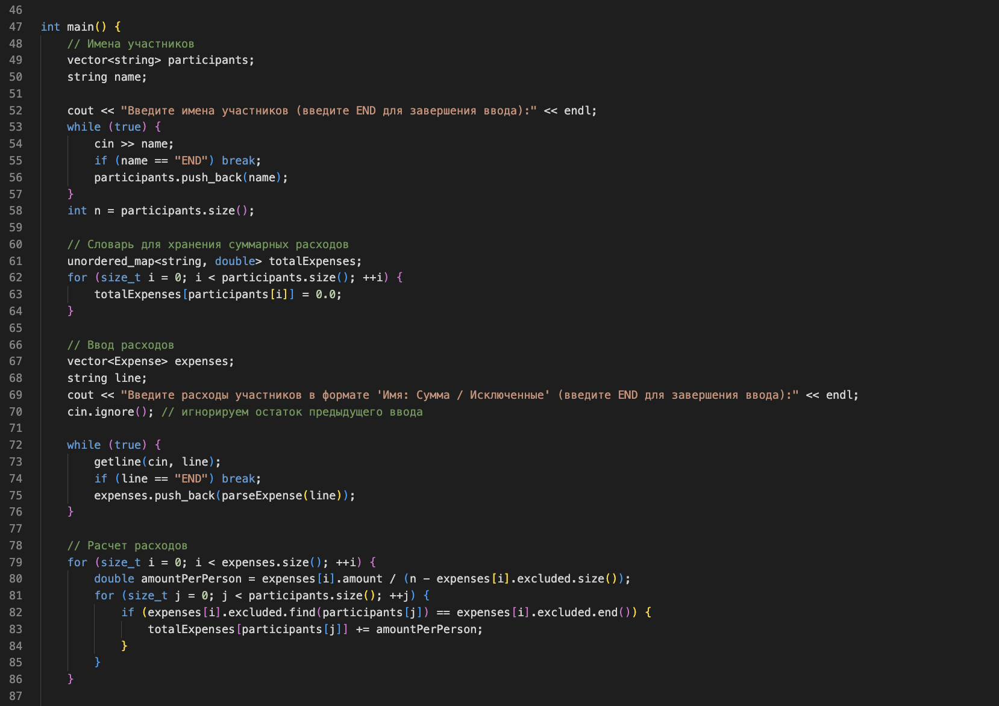 46
47 int main() {
48     // Имена участников
49     vector<string> participants;
50     string name;
51
52     cout << "Введите имена участников (введите END для завершения ввода):" << endl;
53     while (true) {
54         cin >> name;
55         if (name == "END") break;
56         participants.push_back(name);
57     }
58     int n = participants.size();
59
60     // Словарь для хранения суммарных расходов
61     unordered_map<string, double> totalExpenses;
62     for (size_t i = 0; i < participants.size(); ++i) {
63         totalExpenses[participants[i]] = 0.0;
64     }
65
66     // Ввод расходов
67     vector<Expense> expenses;
68     string line;
69     cout << "Введите расходы участников в формате 'Имя: Сумма / Исключенные' (введите END для завершения ввода):" << endl;
70     cin.ignore(); // игнорируем остаток предыдущего ввода
71
72     while (true) {
73         getline(cin, line);
74         if (line == "END") break;
75         expenses.push_back(parseExpense(line));
76     }
77
78     // Расчет расходов
79     for (size_t i = 0; i < expenses.size(); ++i) {
80         double amountPerPerson = expenses[i].amount / (n - expenses[i].excluded.size());
81         for (size_t j = 0; j < participants.size(); ++j) {
82             if (expenses[i].excluded.find(participants[j]) == expenses[i].excluded.end()) {
83                 totalExpenses[participants[j]] += amountPerPerson;
84             }
85         }
86     }
87